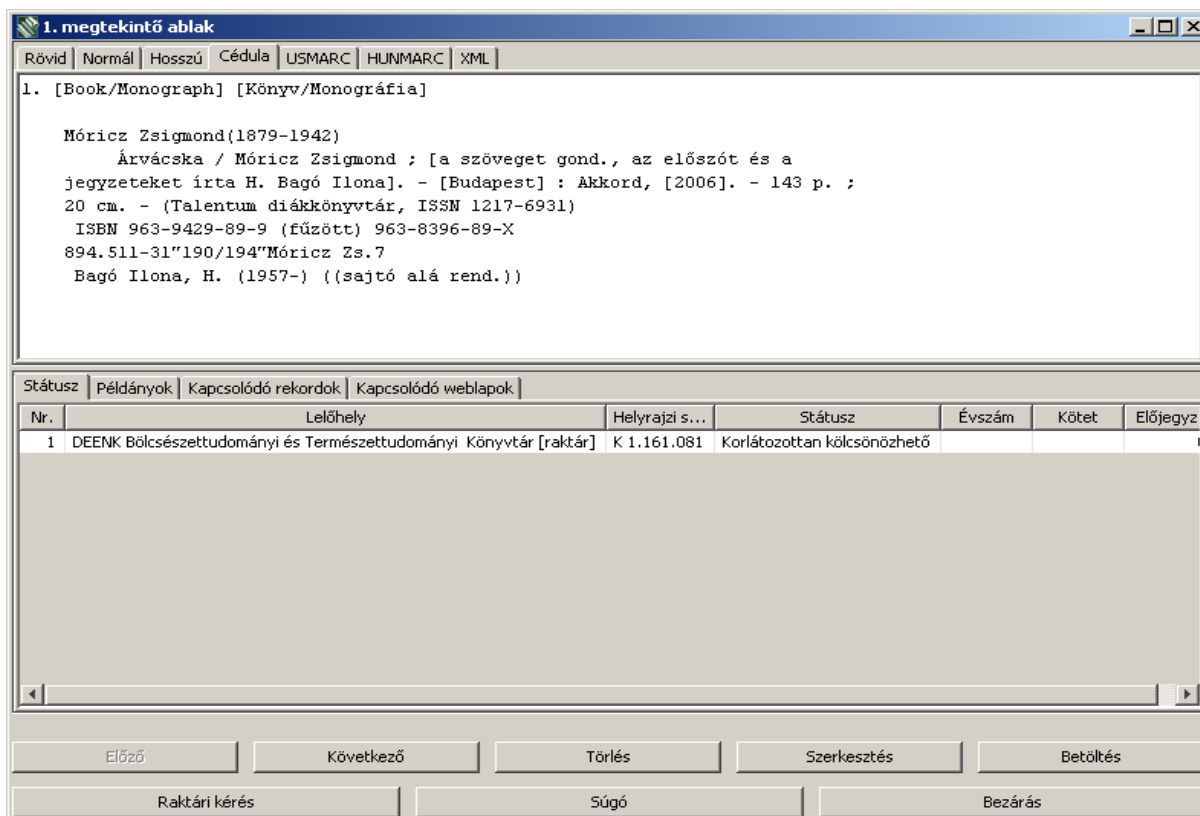 1. megtekintő ablak
Rövid Normál Hosszú Cédula USMARC HUNMARC XML
1. [Book/Monograph] [Könyv/Monográfia]
Móricz Zsigmond(1879-1942)
Árvácska / Móricz Zsigmond ; [a szöveget gond., az előszót és a
jegyzeteket írta H. Bagó Ilona]. - [Budapest] : Akkord, [2006]. - 143 p. ;
20 cm. - (Talentum diákkönyvtár, ISSN 1217-6931)
ISBN 963-9429-89-9 (fűzött) 963-8396-89-X
894.511-31"190/194"Móricz Zs.7
Bagó Ilona, H. (1957-) ((sajtó alá rend.))
Státusz Példányok Kapcsolódó rekordok Kapcsolódó weblapok
Nr. Lelőhely Helyrajzi s... Státusz Évszám Kötet Előjegyz
1 DEENK Bölcsészettudományi és Természettudományi Könyvtár [raktár] K 1.161.081 Korlátozottan kölcsönözhető
Előző Következő Törlés Szerkesztés Betöltés
Raktári kérés Súgó Bezárás